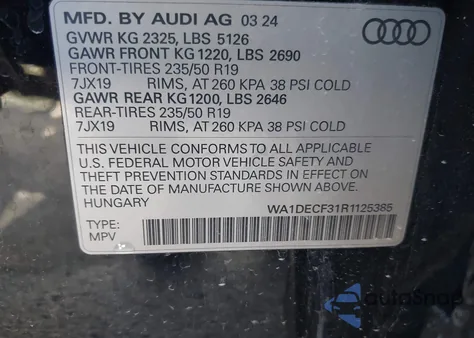 MFD. BY AUDI AG 03 24
GVWR KG 2325, LBS 5126
GAWR FRONT KG 1220, LBS 2690
FRONT-TIRES 235/50 R19
7JX19 RIMS, AT 260 KPA 38 PSI COLD
GAWR REAR KG 1200, LBS 2646
REAR-TIRES 235/50 R19
7JX19 RIMS, AT 260 KPA 38 PSI COLD
THIS VEHICLE CONFORMS TO ALL APPLICABLE
U.S. FEDERAL MOTOR VEHICLE SAFETY AND
THEFT PREVENTION STANDARDS IN EFFECT ON
THE DATE OF MANUFACTURE SHOWN ABOVE.
HUNGARY
WA1DECF31R1125385
TYPE:
MPV
autoSnap